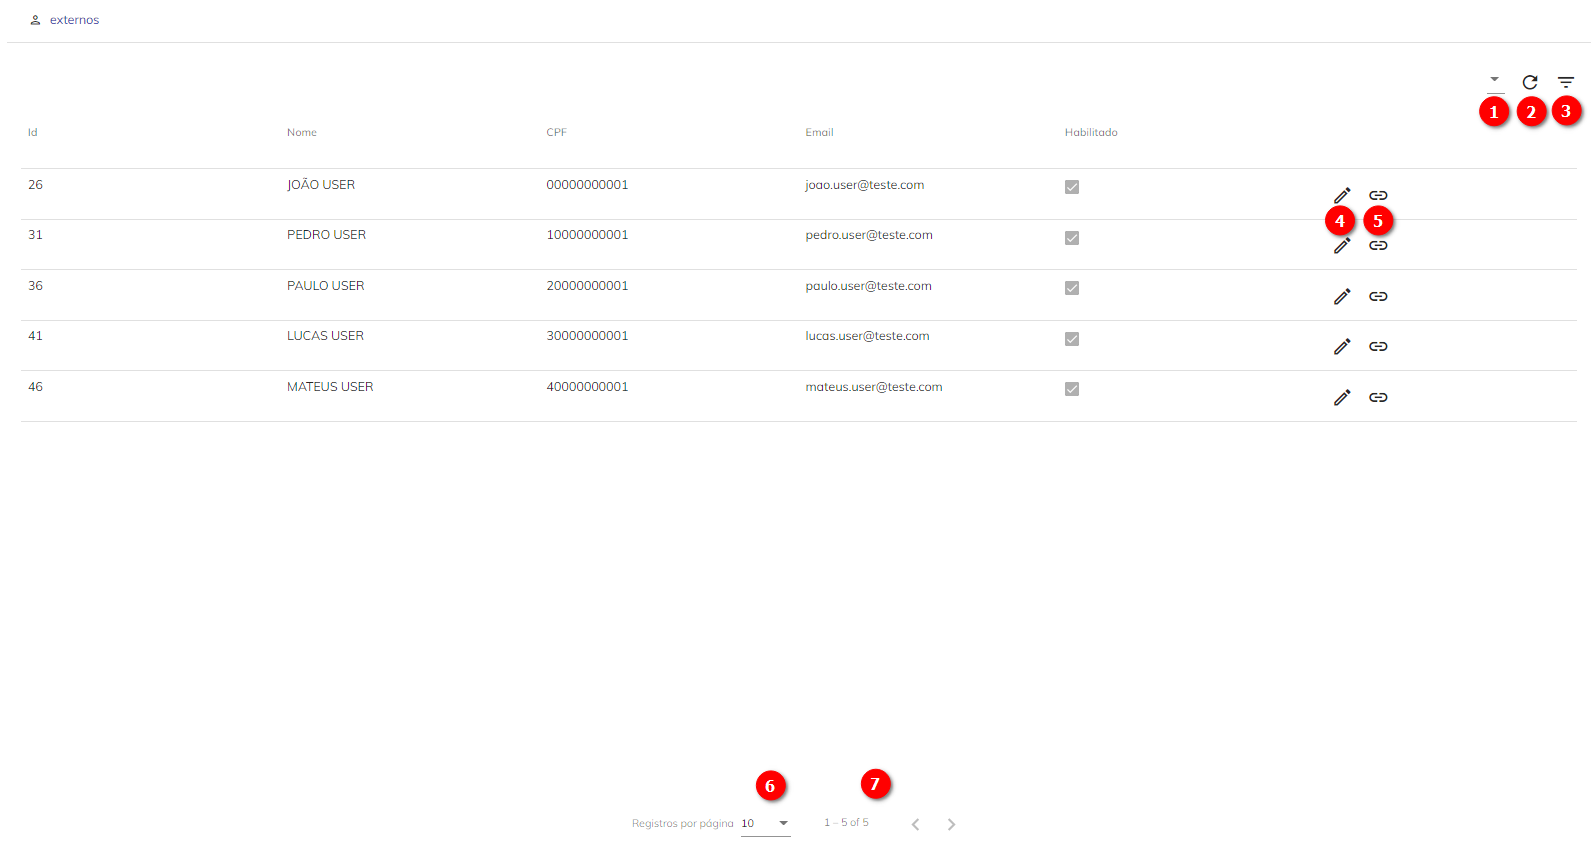 externos
1 2 3
Id Nome CPF Email Habilitado
26 JOÃO USER 00000000001 joao.user@teste.com
4 5
31 PEDRO USER 10000000001 pedro.user@teste.com
36 PAULO USER 20000000001 paulo.user@teste.com
41 LUCAS USER 30000000001 lucas.user@teste.com
46 MATEUS USER 40000000001 mateus.user@teste.com
6 7
Registros por página 10 1 – 5 of 5